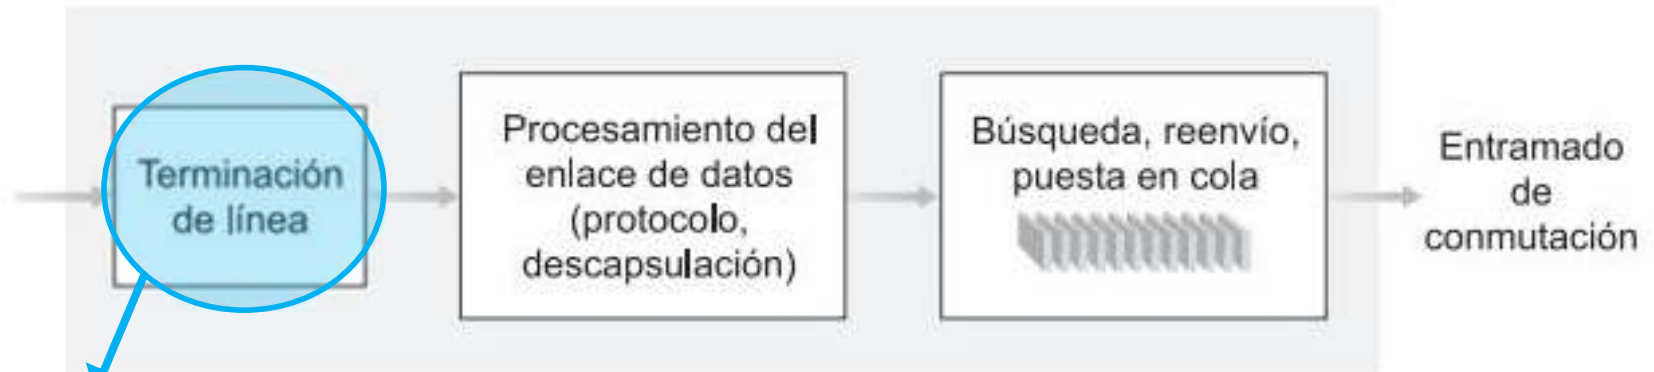 Terminación
de línea
Procesamiento del
enlace de datos
(protocolo,
descapsulación)
Búsqueda, reenvío,
puesta en cola
Entramado
de
conmutación